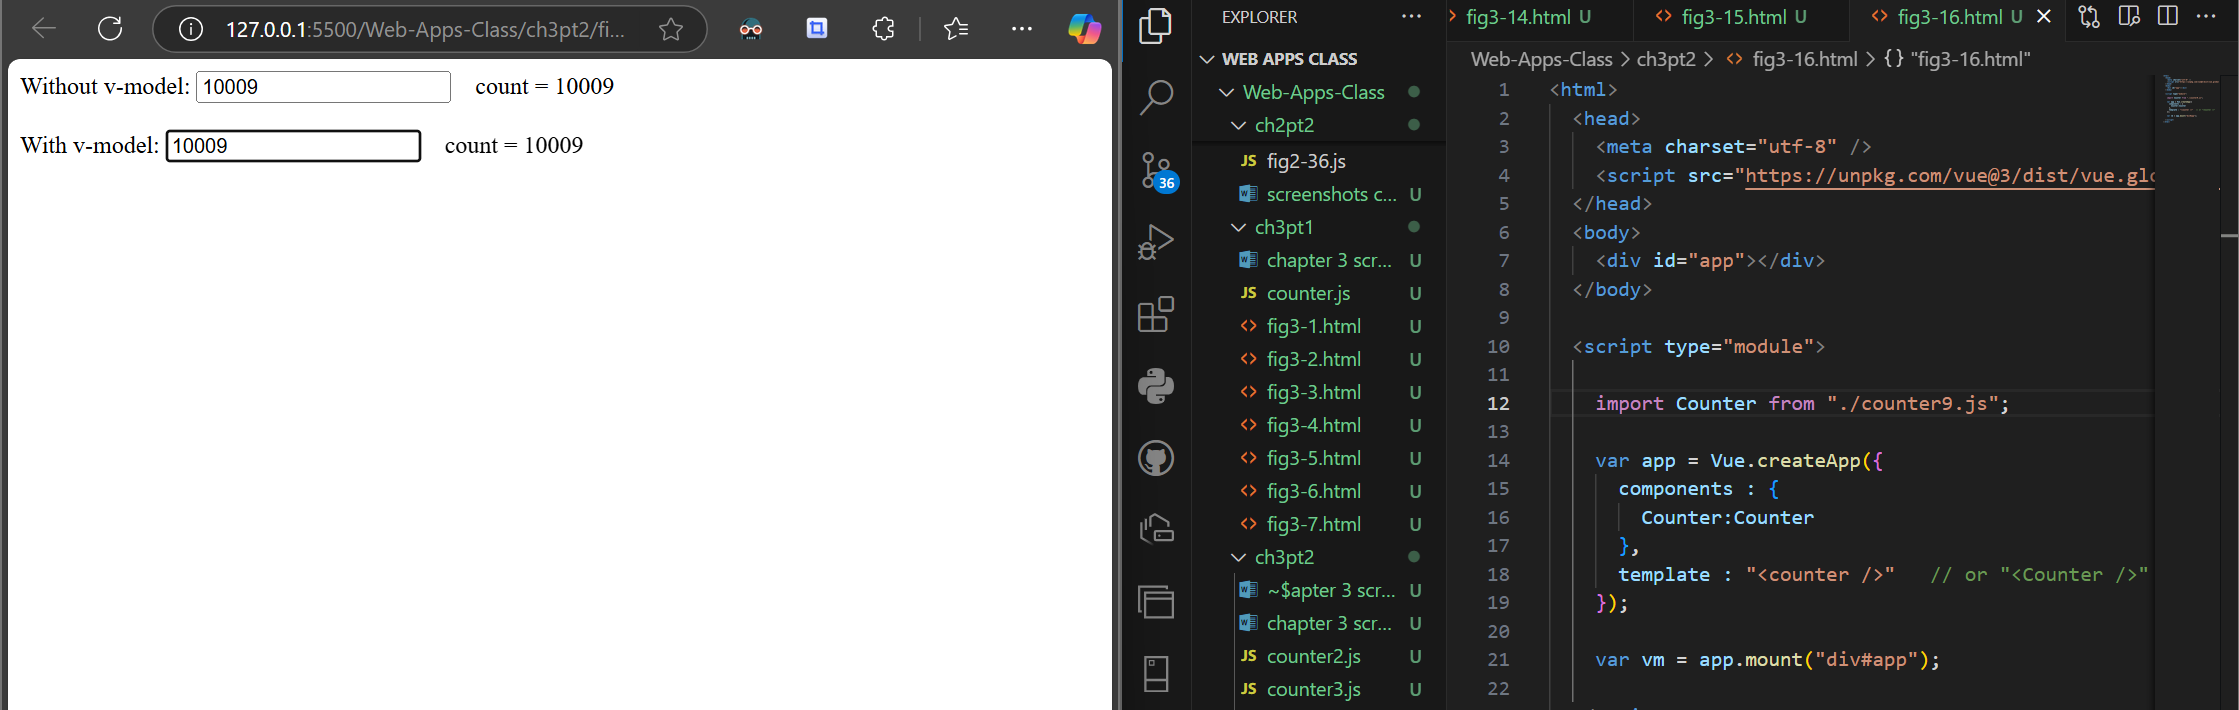 127.0.0.1:5500/Web-Apps-Class/ch3pt2/fi...
Without v-model: 10009 count = 10009
With v-model: 10009 count = 10009
36
EXPLORER ...
WEB APPS CLASS
Web-Apps-Class
ch2pt2
JS fig2-36.js
screenshots c... U
ch3pt1
chapter 3 scr... U
JS counter.js U
<> fig3-1.html U
<> fig3-2.html U
<> fig3-3.html U
<> fig3-4.html U
<> fig3-5.html U
<> fig3-6.html U
<> fig3-7.html U
ch3pt2
~$apter 3 scr... U
chapter 3 scr... U
JS counter2.js U
JS counter3.js U
fig3-14.html U <> fig3-15.html U <> fig3-16.html U
Web-Apps-Class > ch3pt2 > <> fig3-16.html > {} "fig3-16.html"
1 <html>
2 <head>
3 <meta charset="utf-8" />
4 <script src="https://unpkg.com/vue@3/dist/vue.glo
5 </head>
6 <body>
7 <div id="app"></div>
8 </body>
9
10 <script type="module">
11
12 import Counter from "./counter9.js";
13
14 var app = Vue.createApp({
15 components : {
16 Counter:Counter
17 },
18 template : "<counter />" // or "<Counter />"
19 });
20
21 var vm = app.mount("div#app");
22